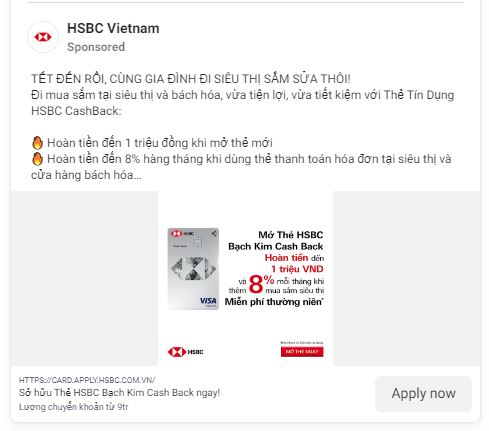 HSBC Vietnam
Sponsored
TẾT ĐẾN RỒI, CÙNG GIA ĐÌNH ĐI SIÊU THỊ SẮM SỬA THÔI!
Đi mua sắm tại siêu thị và bách hóa, vừa tiện lợi, vừa tiết kiệm với Thẻ Tín Dụng
HSBC CashBack:
🔥 Hoàn tiền đến 1 triệu đồng khi mở thẻ mới
🔥 Hoàn tiền đến 8% hàng tháng khi dùng thẻ thanh toán hóa đơn tại siêu thị và
cửa hàng bách hóa...
HSBC
VISA
Mở Thẻ HSBC
Bạch Kim Cash Back
Hoàn tiền đến
1 triệu VND
và thêm 8% mỗi tháng khi mua sắm siêu thị
Miễn phí thường niên*
HSBC
MỞ THẺ NGAY
HTTPS://CARD.APPLY.HSBC.COM.VN/
Sở hữu Thẻ HSBC Bạch Kim Cash Back ngay!
Lương chuyển khoản từ 9tr
Apply now